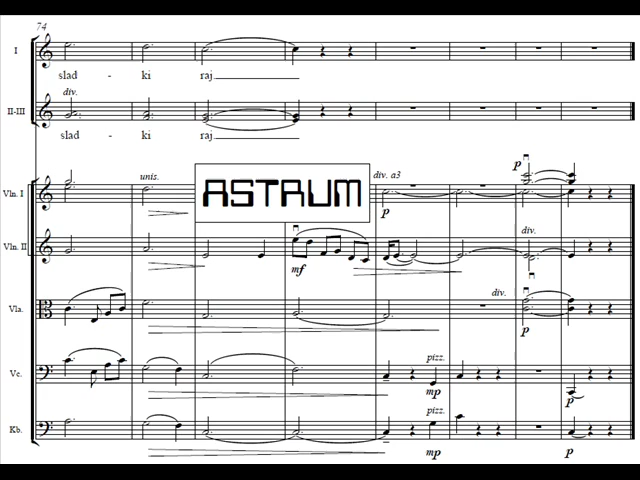 74
I
slad - ki raj
div.
II-III
slad - ki raj
unis.
ASTRUM
div. a3
p
Vln. I
p
div.
Vln. II
mf
div.
Vla.
p
pizz.
Vc.
mp
p
pizz.
Kb.
mp
p